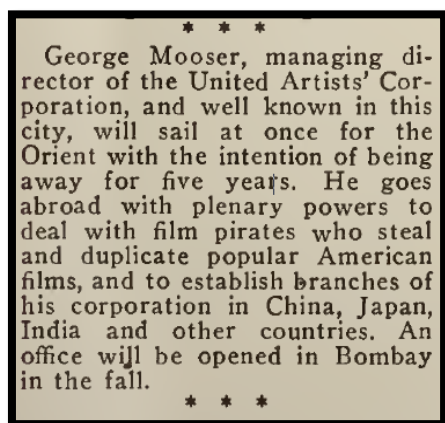 * * *
George Mooser, managing di-
rector of the United Artists' Cor-
poration, and well known in this
city, will sail at once for the
Orient with the intention of being
away for five years. He goes
abroad with plenary powers to
deal with film pirates who steal
and duplicate popular American
films, and to establish branches of
his corporation in China, Japan,
India and other countries. An
office will be opened in Bombay
in the fall.
* * *